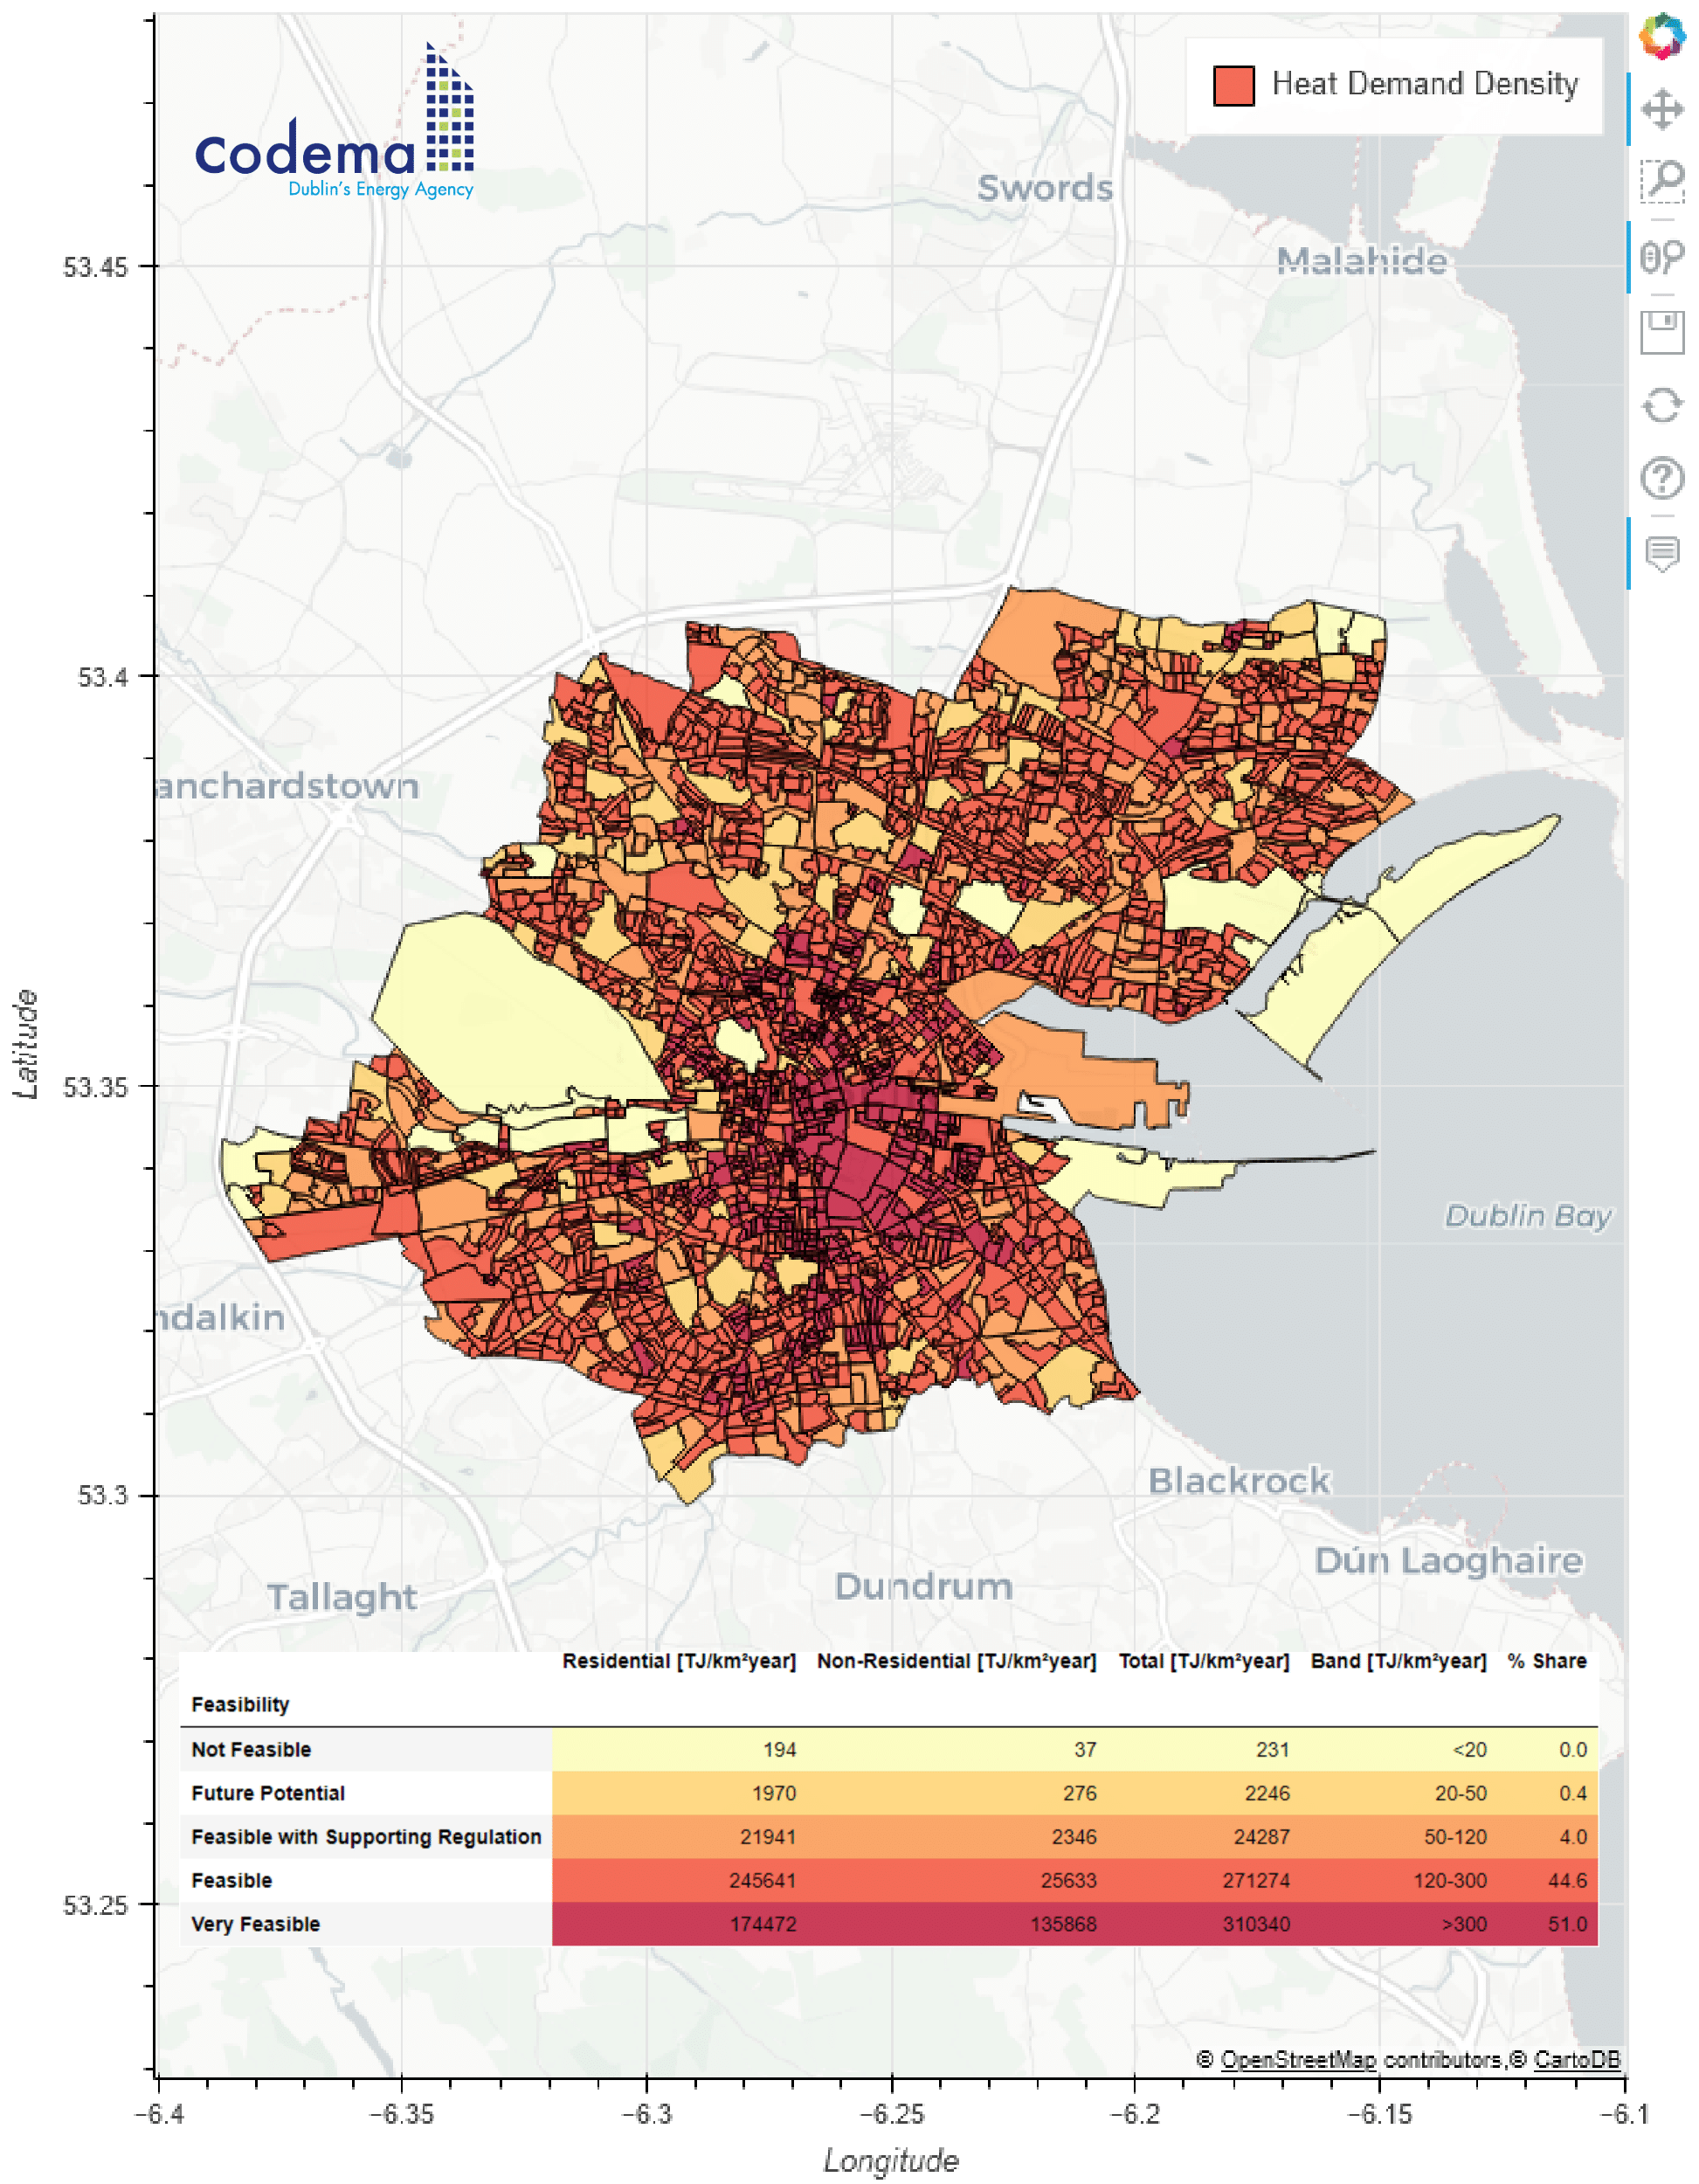 codema
Dublin's Energy Agency
Heat Demand Density
Swords
Malahide
53.45
53.4
anchardstown
Latitude
53.35
Dublin Bay
ndalkin
Blackrock
53.3
Dún Laoghaire
Tallaght
Dundrum
Residential [TJ/km²year] Non-Residential [TJ/km²year] Total [TJ/km²year] Band [TJ/km²year] % Share
Feasibility
Not Feasible 194 37 231 <20 0.0
Future Potential 1970 276 2246 20-50 0.4
Feasible with Supporting Regulation 21941 2346 24287 50-120 4.0
Feasible 245641 25633 271274 120-300 44.6
53.25
Very Feasible 174472 135868 310340 >300 51.0
© OpenStreetMap contributors,© CartoDB
−6.4 −6.35 −6.3 −6.25 −6.2 −6.15 −6.1
Longitude